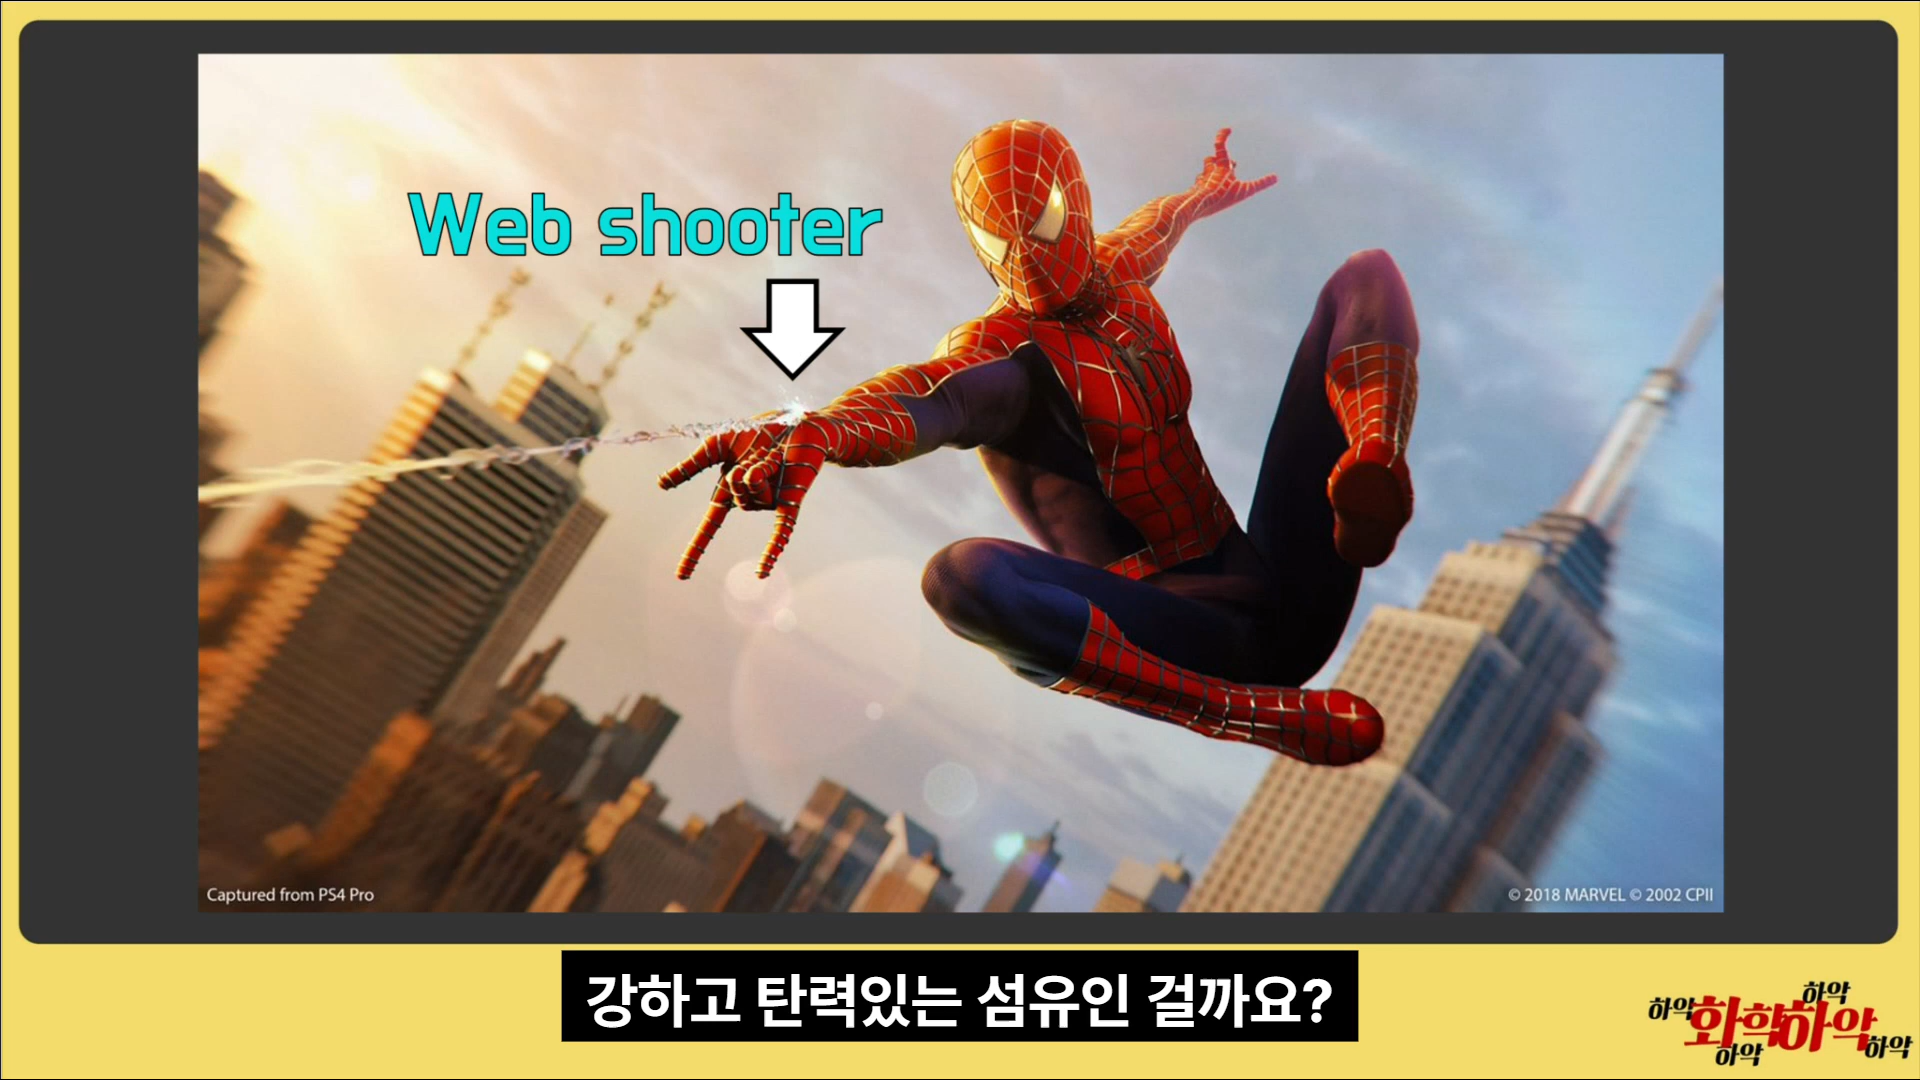 Web shooter
Captured from PS4 Pro
© 2018 MARVEL © 2002 CPII
강하고 탄력있는 섬유인 걸까요?
하악
하악
화학하악
하악
하악